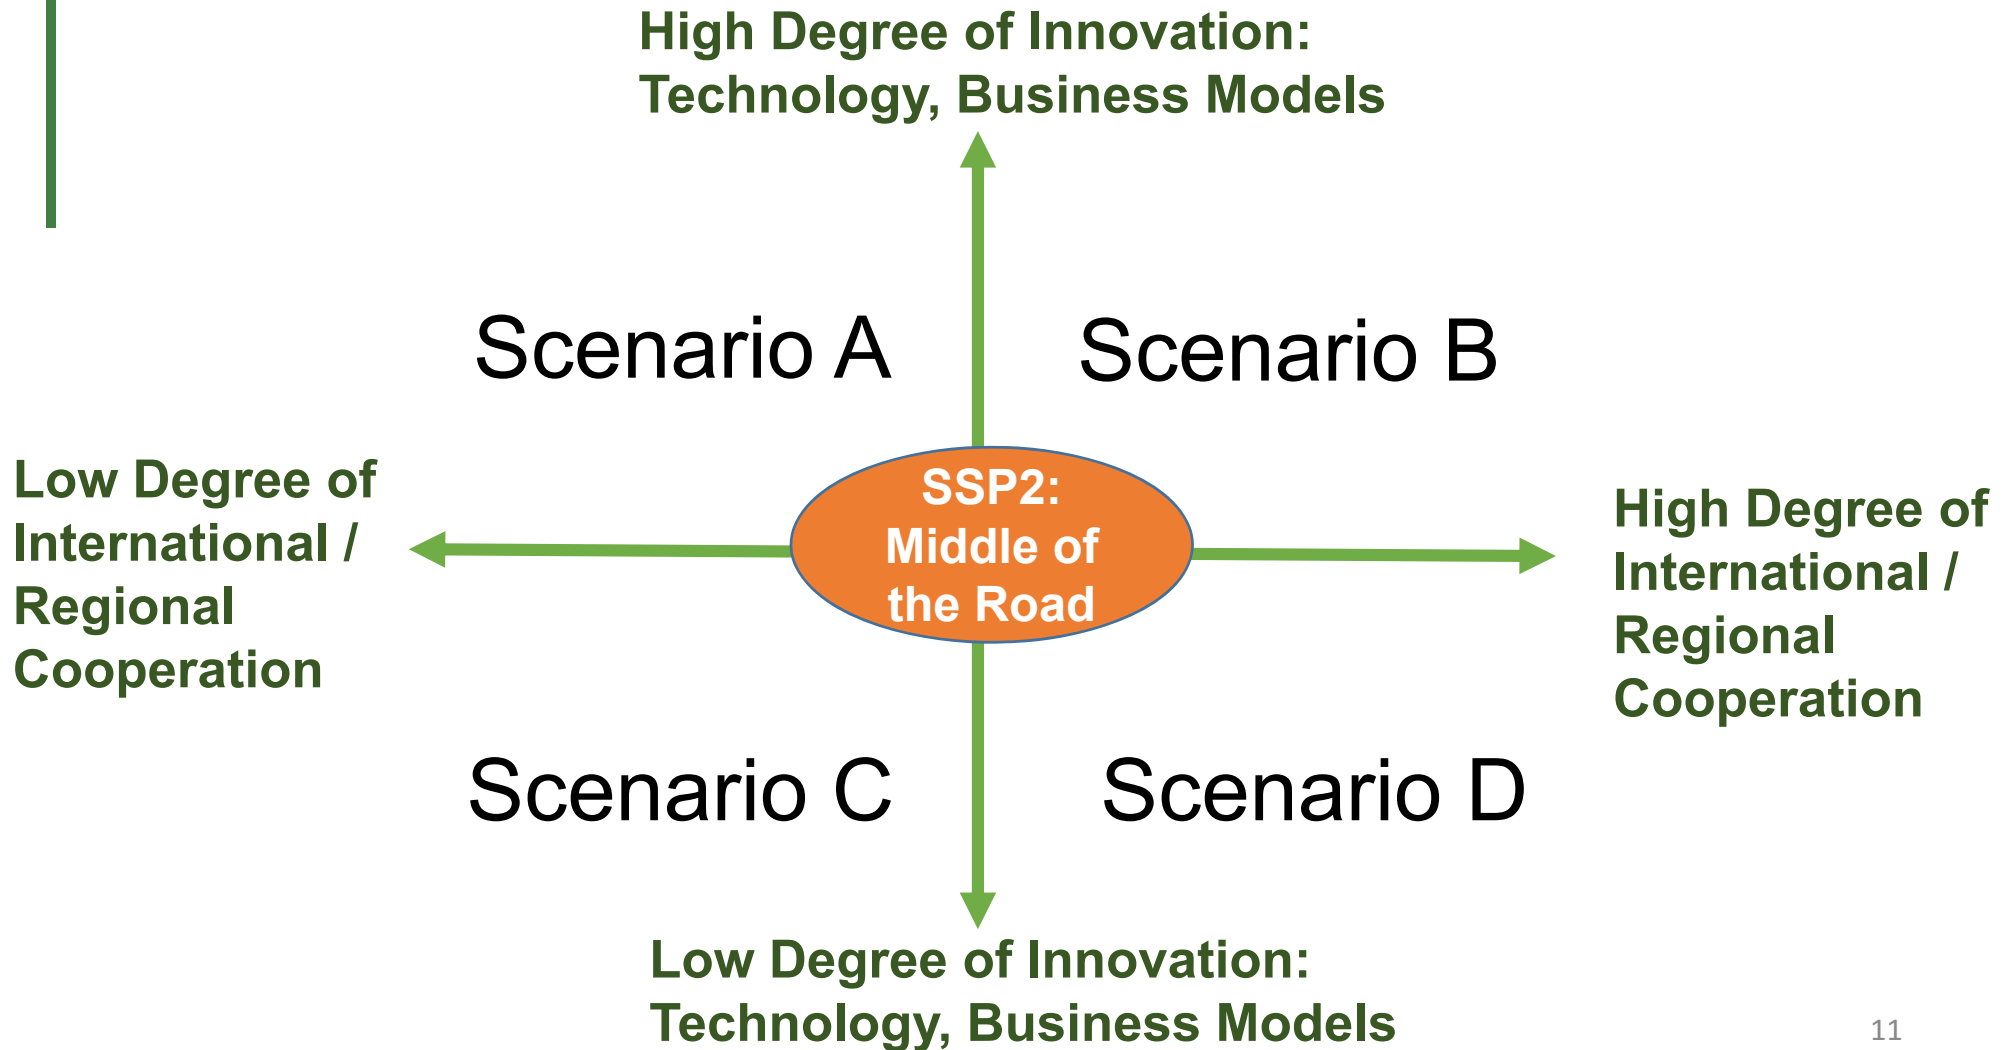 High Degree of Innovation:
Technology, Business Models
Scenario A
Scenario B
Low Degree of
International /
Regional
Cooperation
SSP2:
Middle of
the Road
High Degree of
International /
Regional
Cooperation
Scenario C
Scenario D
Low Degree of Innovation:
Technology, Business Models
11